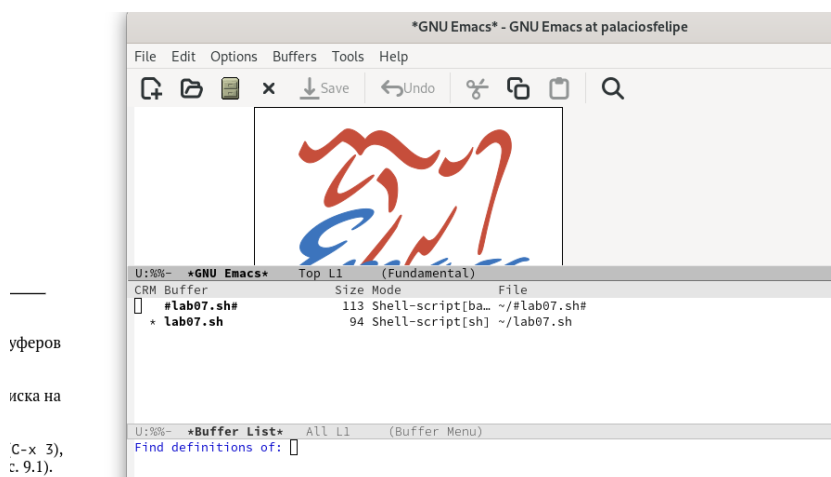 *GNU Emacs* - GNU Emacs at palaciosfelipe
File Edit Options Buffers Tools Help
Save Undo
Emacs
U:%%- *GNU Emacs* Top L1 (Fundamental)
CRM Buffer Size Mode File
#lab07.sh# 113 Shell-script[ba… ~/#lab07.sh#
* lab07.sh 94 Shell-script[sh] ~/lab07.sh
U:%%- *Buffer List* All L1 (Buffer Menu)
Find definitions of:
уферов
иска на
(C-x 3),
с. 9.1).